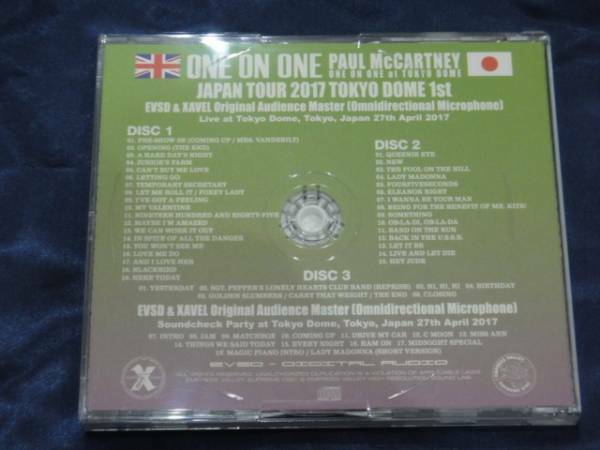 ONE ON ONE PAUL McCARTNEY
ONE ON ONE at TOKYO DOME
JAPAN TOUR 2017 TOKYO DOME 1st
EVSD & XAVEL Original Audience Master (Omnidirectional Microphone)
Live at Tokyo Dome, Tokyo, Japan 27th April 2017
DISC 1
01. PRE-SHOW SE (COMING UP / MRS. VANDEBILT)
02. OPENING (THE END)
03. A HARD DAY'S NIGHT
04. JUNIOR'S FARM
05. CAN'T BUY ME LOVE
06. LETTING GO
07. TEMPORARY SECRETARY
08. LET ME ROLL IT / FOXEY LADY
09. I'VE GOT A FEELING
10. MY VALENTINE
11. NINETEEN HUNDRED AND EIGHTY-FIVE
12. MAYBE I'M AMAZED
13. WE CAN WORK IT OUT
14. IN SPITE OF ALL THE DANGER
15. YOU WON'T SEE ME
16. LOVE ME DO
17. AND I LOVE HER
18. BLACKBIRD
19. HERE TODAY
DISC 2
01. QUEENIE EYE
02. NEW
03. THE FOOL ON THE HILL
04. LADY MADONNA
05. FOURFIVESECONDS
06. ELEANOR RIGBY
07. I WANNA BE YOUR MAN
08. BEING FOR THE BENEFIT OF MR. KITE!
09. SOMETHING
10. OB-LA-DI, OB-LA-DA
11. BAND ON THE RUN
12. BACK IN THE U.S.S.R.
13. LET IT BE
14. LIVE AND LET DIE
15. HEY JUDE
DISC 3
01. YESTERDAY 02. SGT. PEPPER'S LONELY HEARTS CLUB BAND (REPRISE) 03. HI, HI, HI 04. BIRTHDAY
05. GOLDEN SLUMBERS / CARRY THAT WEIGHT / THE END 06. CLOSING
EVSD & XAVEL Original Audience Master (Omnidirectional Microphone)
Soundcheck Party at Tokyo Dome, Tokyo, Japan 27th April 2017
07. INTRO 08. JAM 09. MATCHBOX 10. COMING UP 11. DRIVE MY CAR 12. C MOON 13. MISS ANN
14. THINGS WE SAID TODAY 15. EVERY NIGHT 16. RAM ON 17. MIDNIGHT SPECIAL
18. MAGIC PIANO INTRO / LADY MADONNA (SHORT VERSION)
EVSD - DIGITAL AUDIO